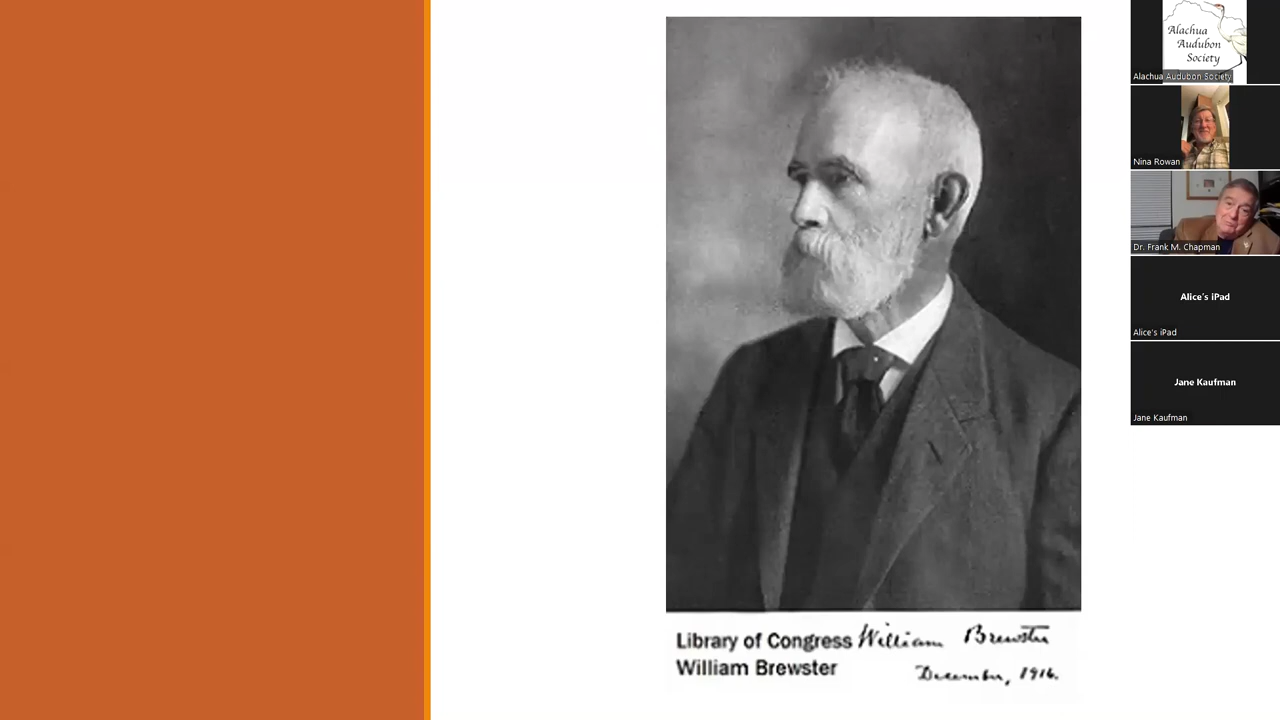 Library of Congress William Brewster
William Brewster December, 1916.
Alachua
Audubon
Society
Alachua Audubon Society
Nina Rowan
Dr. Frank M. Chapman
Alice's iPad
Alice's iPad
Jane Kaufman
Jane Kaufman